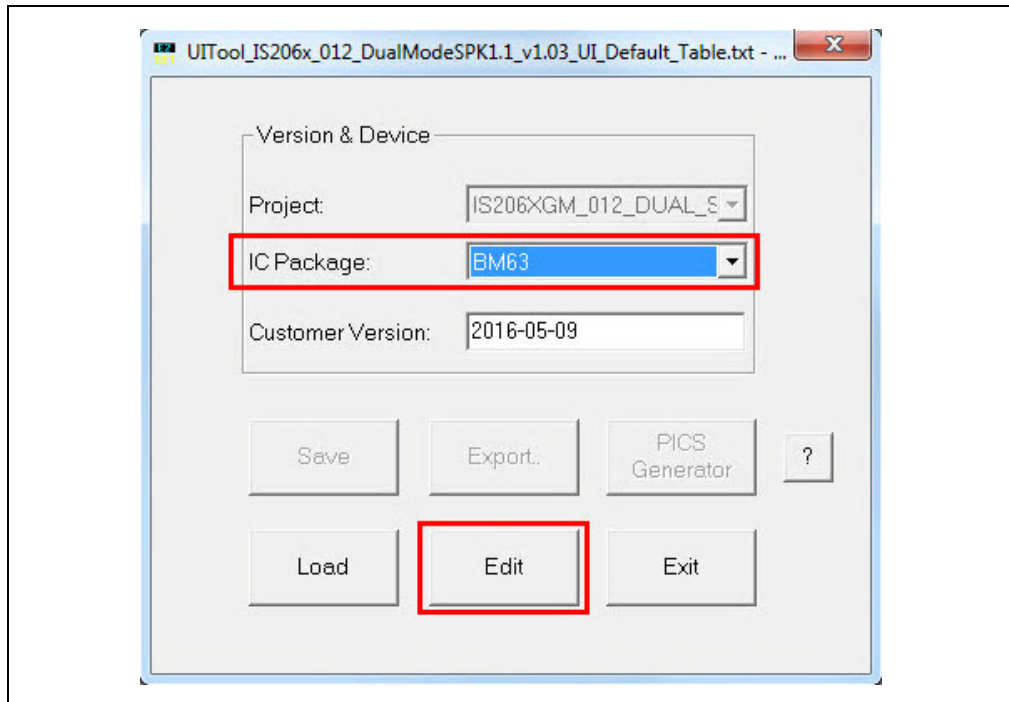 UITool_IS206x_012_DualModeSPK1.1_v1.03_UI_Default_Table.txt - ...
Version & Device
Project: IS206XGM_012_DUAL_S
IC Package: BM63
Customer Version: 2016-05-09
Save Export.. PICS
Generator ?
Load Edit Exit